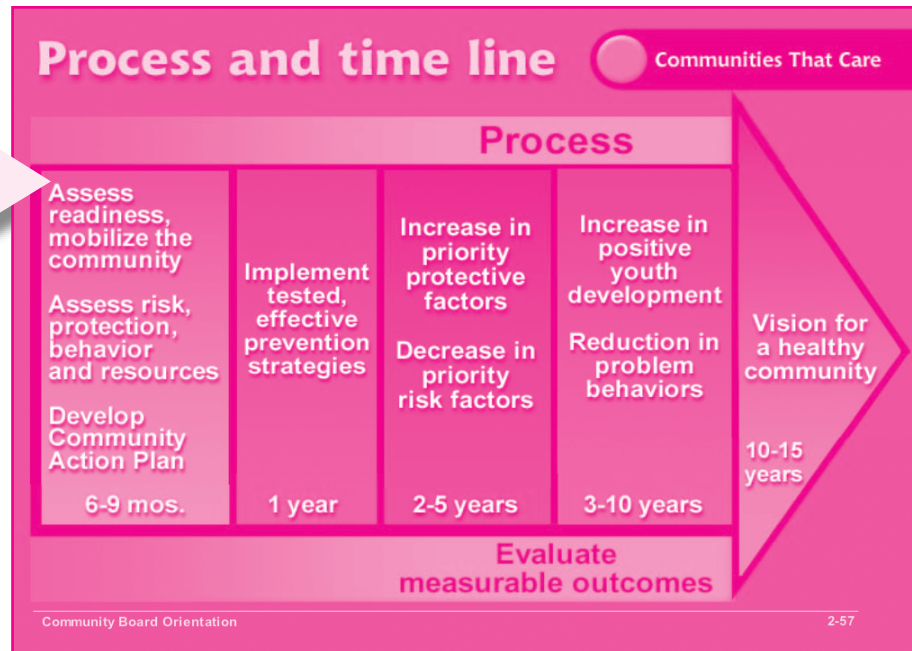 Process and time line
Communities That Care
Process
Assess
readiness,
mobilize the
community
Assess risk,
protection,
behavior
and resources
Develop
Community
Action Plan
6-9 mos.
Implement
tested,
effective
prevention
strategies
1 year
Increase in
priority
protective
factors
Decrease in
priority
risk factors
2-5 years
Increase in
positive
youth
development
Reduction in
problem
behaviors
3-10 years
Vision for
a healthy
community
10-15
years
Evaluate
measurable outcomes
Community Board Orientation
2-57